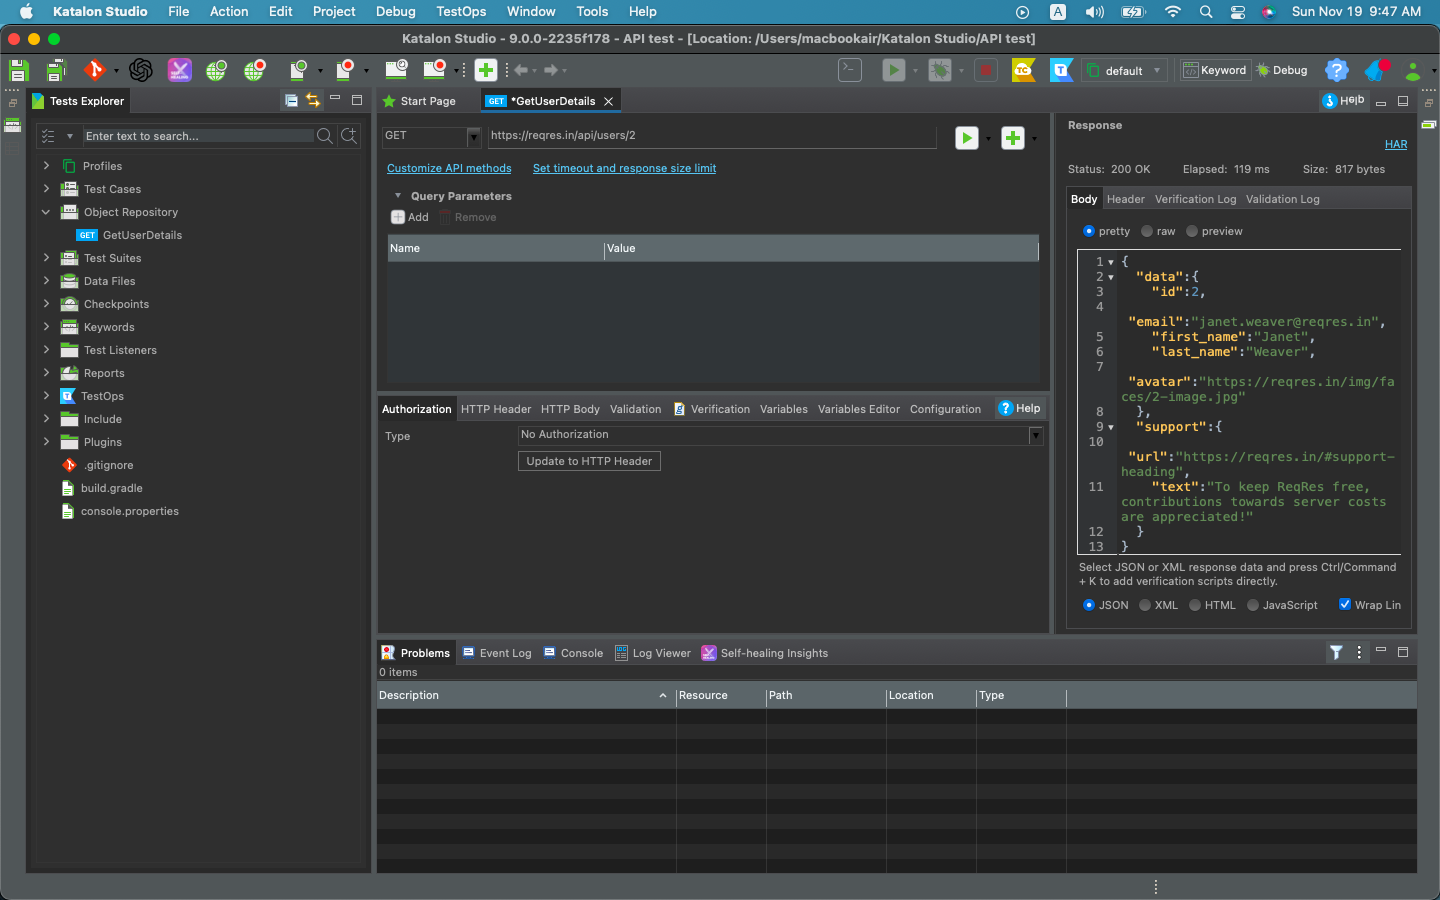 Katalon Studio File Action Edit Project Debug TestOps Window Tools Help A Sun Nov 19 9:47 AM
Katalon Studio - 9.0.0-2235f178 - API test - [Location: /Users/macbookair/Katalon Studio/API test]
TC T default Keyword Debug
Tests Explorer
Enter text to search...
Profiles
Test Cases
Object Repository
GET GetUserDetails
Test Suites
Data Files
Checkpoints
Keywords
Test Listeners
Reports
TestOps
Include
Plugins
.gitignore
build.gradle
console.properties
Start Page GET *GetUserDetails
GET https://reqres.in/api/users/2
Customize API methods Set timeout and response size limit
Query Parameters
Add Remove
Name Value
Authorization HTTP Header HTTP Body Validation Verification Variables Variables Editor Configuration Help
Type No Authorization
Update to HTTP Header
Response
HAR
Status: 200 OK Elapsed: 119 ms Size: 817 bytes
Body Header Verification Log Validation Log
pretty raw preview
1 {
2 "data":{
3 "id":2,
4
"email":"janet.weaver@reqres.in",
5 "first_name":"Janet",
6 "last_name":"Weaver",
7
"avatar":"https://reqres.in/img/fa
ces/2-image.jpg"
8 },
9 "support":{
10
"url":"https://reqres.in/#support-
heading",
11 "text":"To keep ReqRes free,
contributions towards server costs
are appreciated!"
12 }
13 }
Select JSON or XML response data and press Ctrl/Command
+ K to add verification scripts directly.
JSON XML HTML JavaScript Wrap Lin
Problems Event Log Console Log Viewer Self-healing Insights
0 items
Description Resource Path Location Type